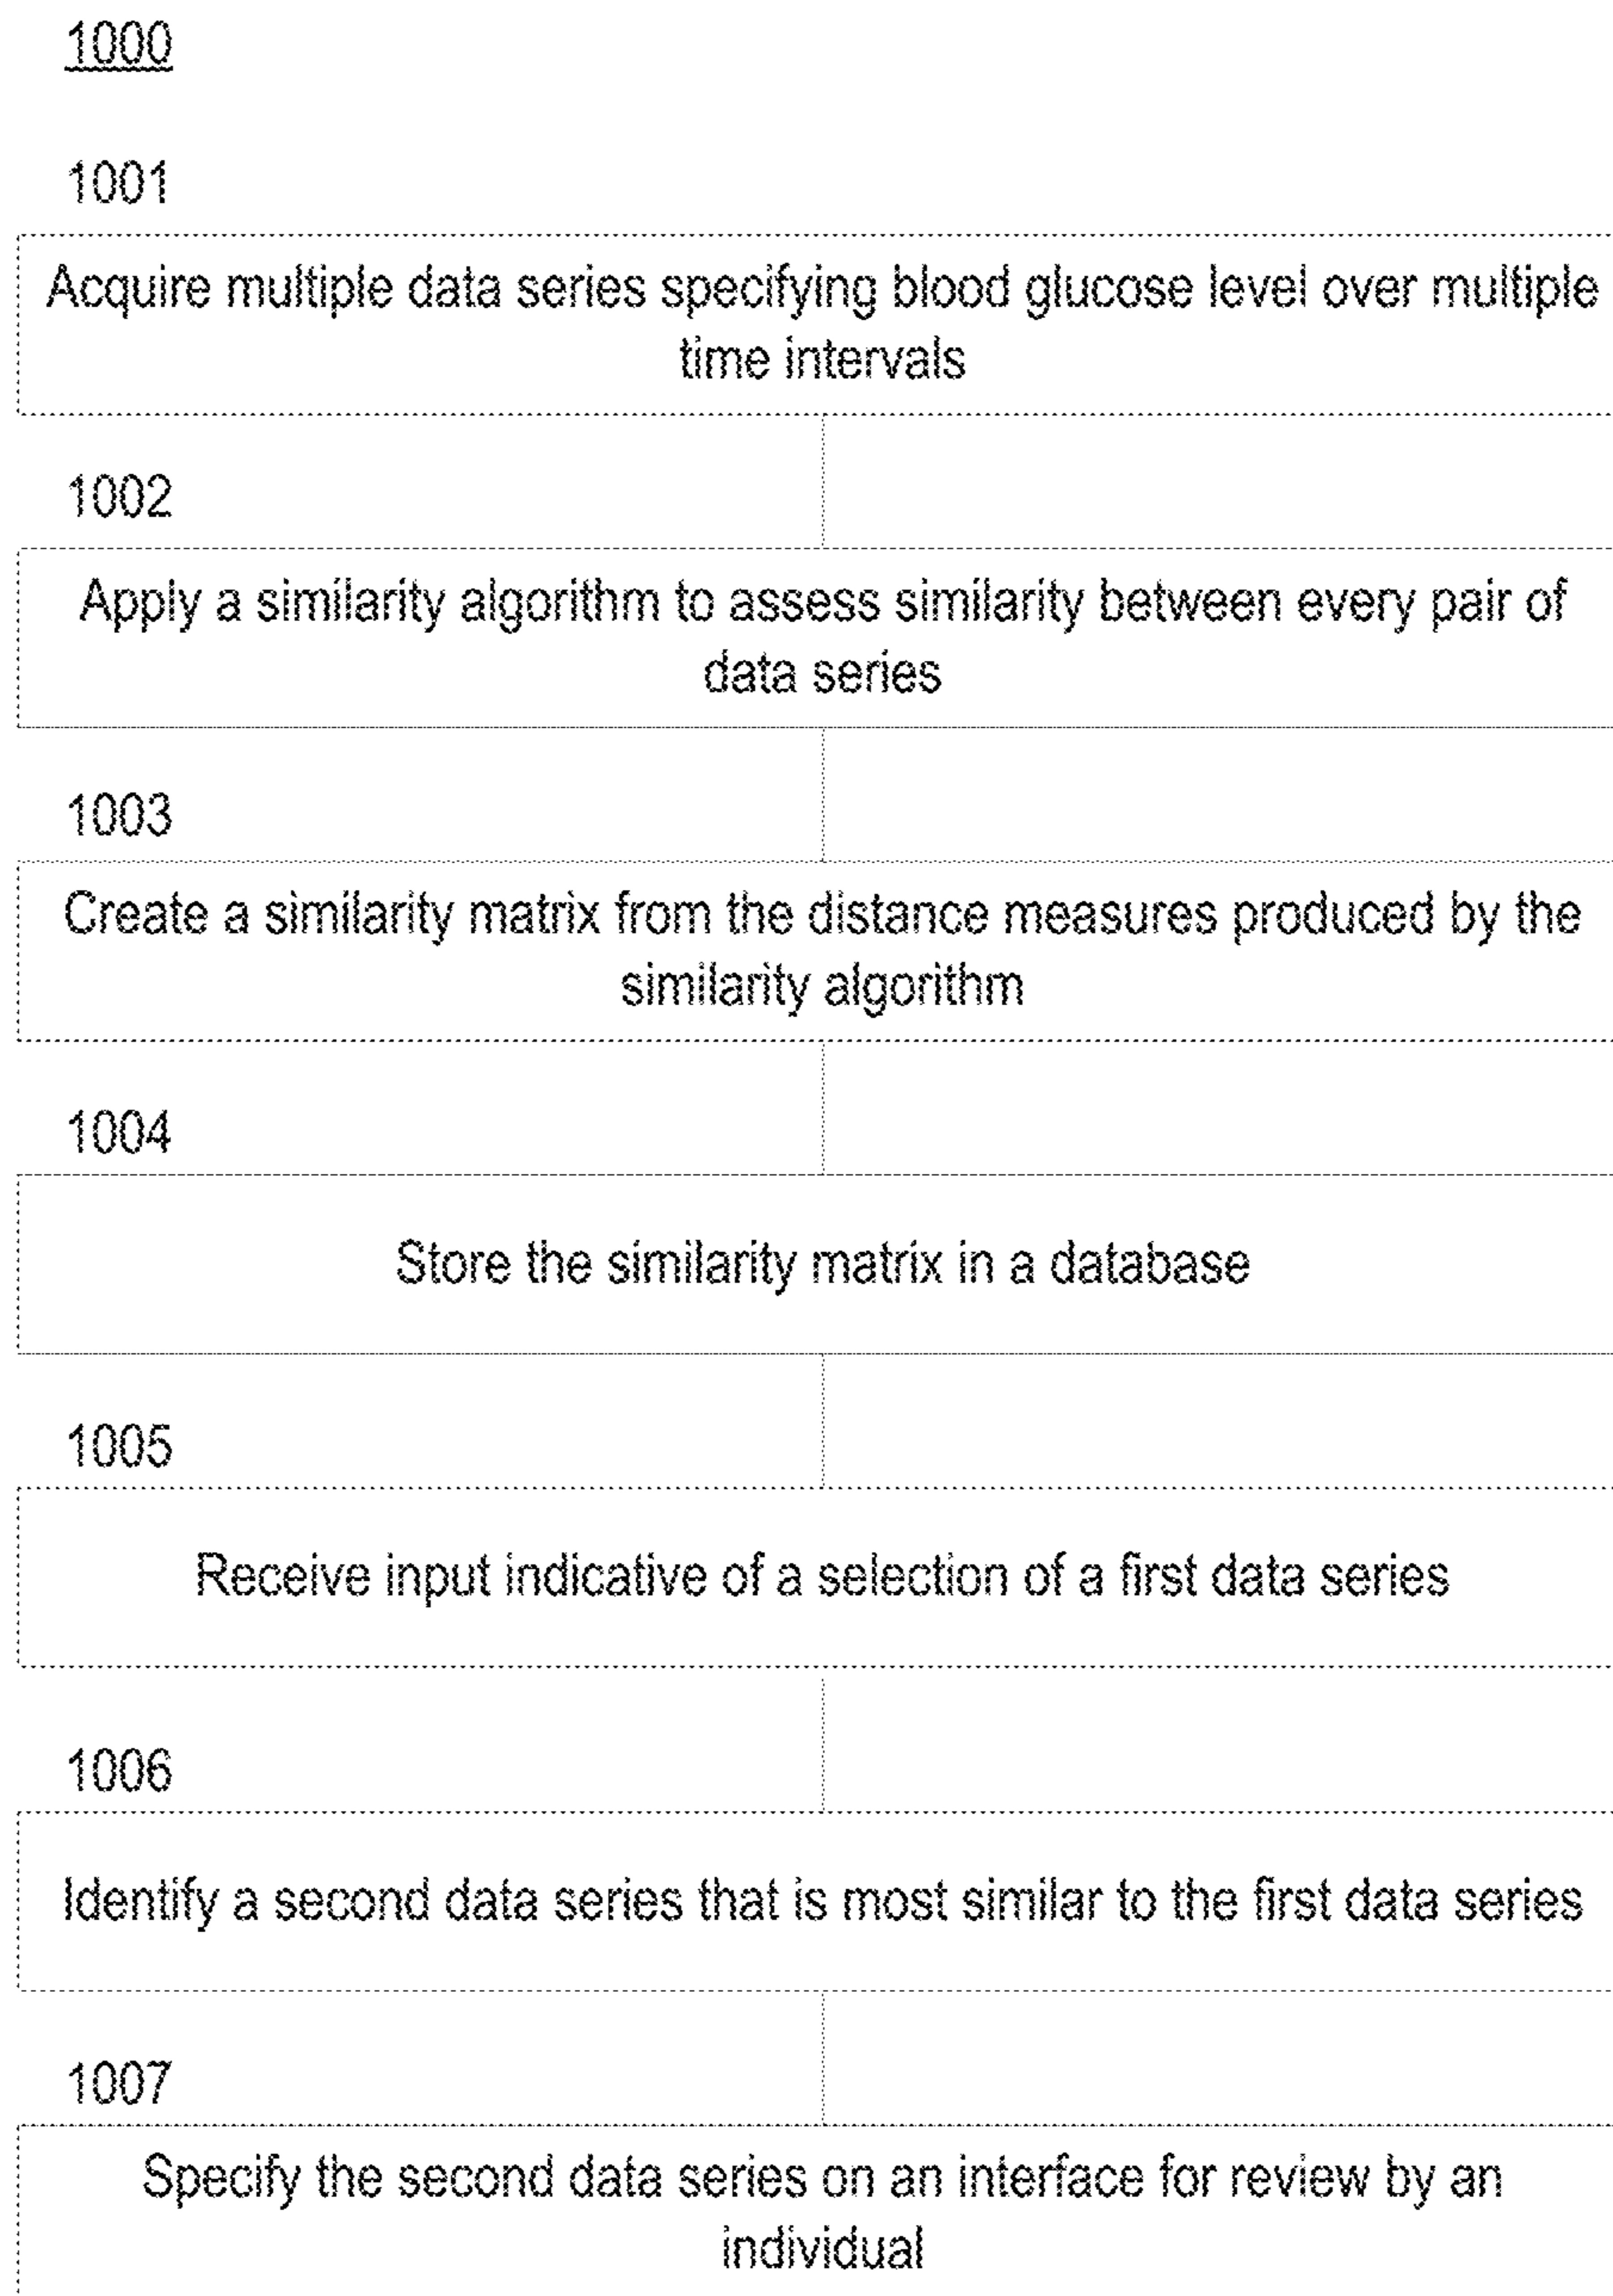 1000
1001
Acquire multiple data series specifying blood glucose level over multiple
time intervals
1002
Apply a similarity algorithm to assess similarity between every pair of
data series
1003
Create a similarity matrix from the distance measures produced by the
similarity algorithm
1004
Store the similarity matrix in a database
1005
Receive input indicative of a selection of a first data series
1006
Identify a second data series that is most similar to the first data series
1007
Specify the second data series on an interface for review by an
individual